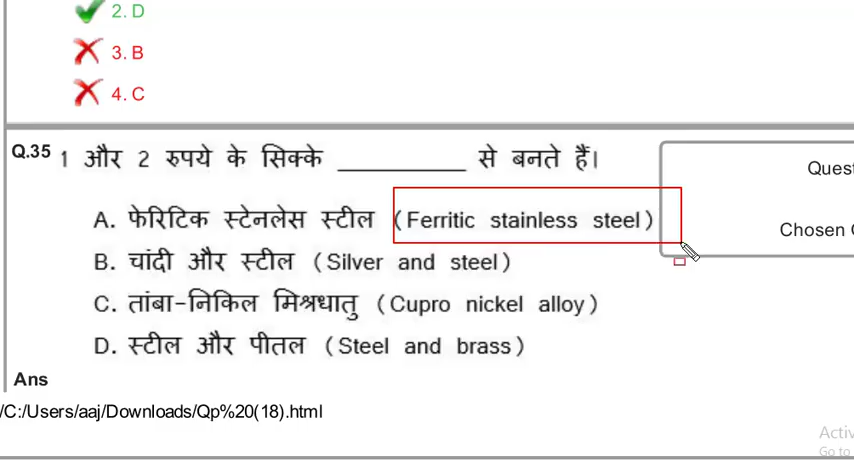 2. D
3. B
4. C
Q.35 1 और 2 रुपये के सिक्के __________ से बनते हैं।
Quest
A. फेरिटिक स्टेनलेस स्टील (Ferritic stainless steel)
Chosen
B. चांदी और स्टील (Silver and steel)
C. तांबा-निकिल मिश्रधातु (Cupro nickel alloy)
D. स्टील और पीतल (Steel and brass)
Ans
/C:/Users/aaj/Downloads/Qp%20(18).html
Activ
Go to